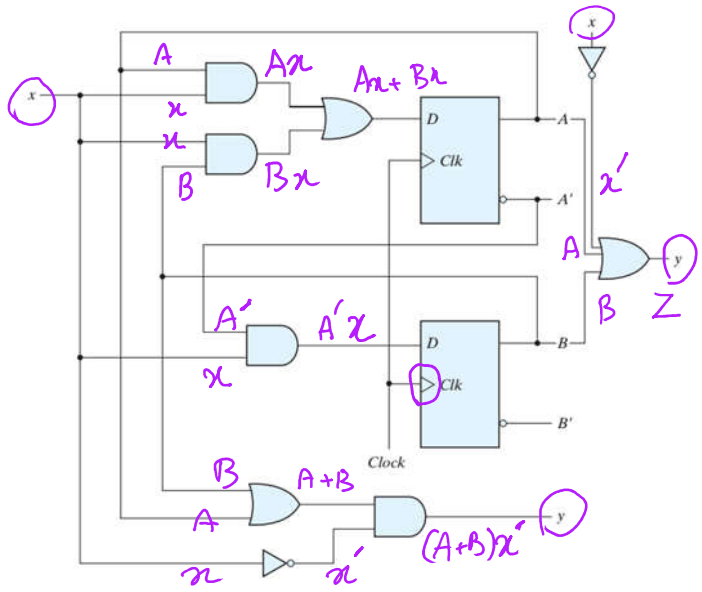 x
A
Ax
Ax + Bx
x
x
x
D
A
B
Bx
Clk
x'
A'
A
y
B
Z
A'
A'x
D
B
x
Clk
B'
Clock
B
A+B
A
y
(A+B)x'
x
x'